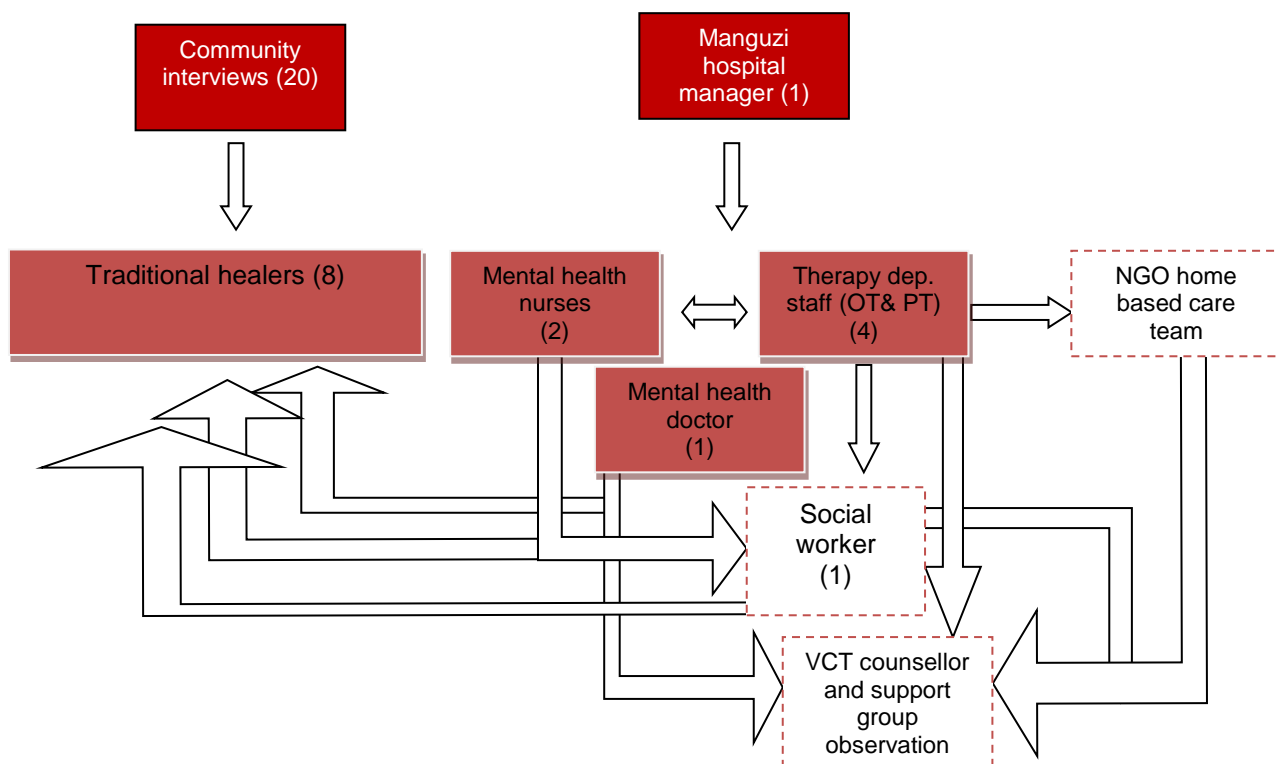 Community
interviews (20)
Manguzi
hospital
manager (1)
Traditional healers (8)
Mental health
nurses
(2)
Therapy dep.
staff (OT& PT)
(4)
NGO home
based care
team
Mental health
doctor
(1)
Social
worker
(1)
VCT counsellor
and support
group
observation